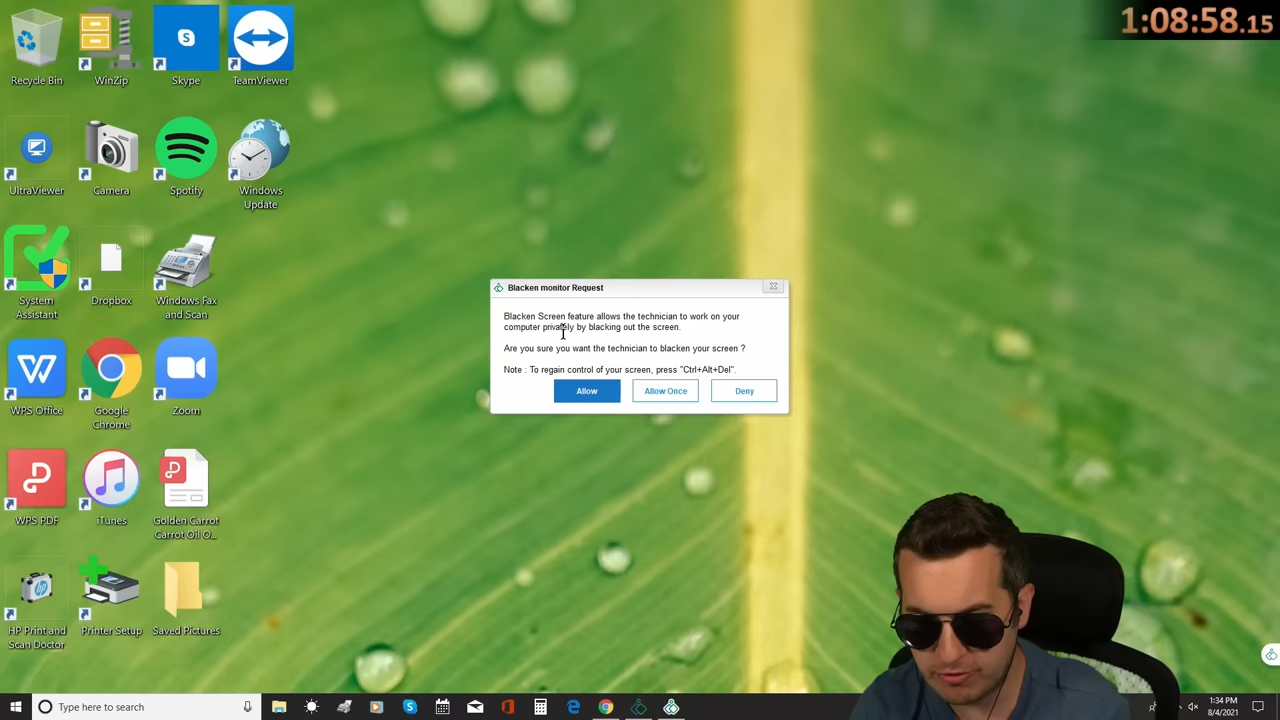 1:08:58.15
Recycle Bin
WinZip
Skype
TeamViewer
UltraViewer
Camera
Spotify
Windows
Update
System
Assistant
Dropbox
Windows Fax
and Scan
WPS Office
Google
Chrome
Zoom
WPS PDF
iTunes
Golden Carrot
Carrot Oil O...
HP Print and
Scan Doctor
Printer Setup
Saved Pictures
Blacken monitor Request
Blacken Screen feature allows the technician to work on your
computer privately by blacking out the screen.
Are you sure you want the technician to blacken your screen ?
Note : To regain control of your screen, press "Ctrl+Alt+Del".
Allow
Allow Once
Deny
Type here to search
1:34 PM
8/4/2021